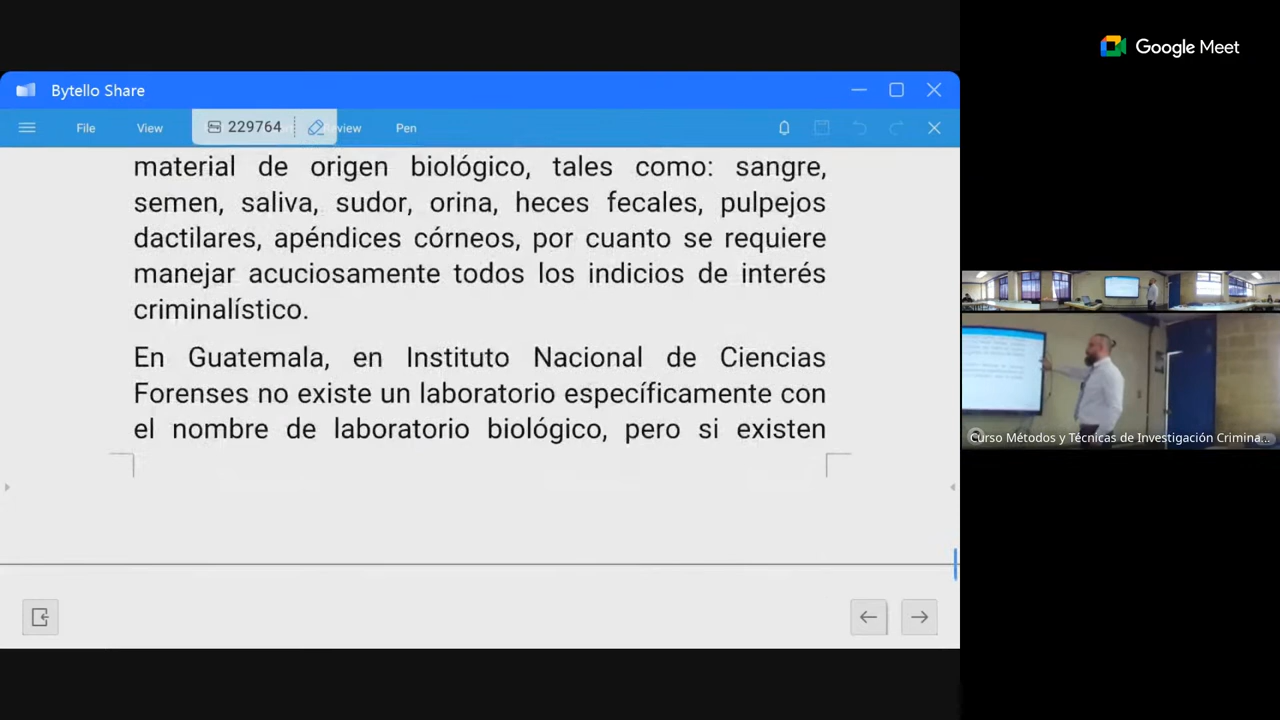 Google Meet
Bytello Share
File View 229764 view Pen
material de origen biológico, tales como: sangre,
semen, saliva, sudor, orina, heces fecales, pulpejos
dactilares, apéndices córneos, por cuanto se requiere
manejar acuciosamente todos los indicios de interés
criminalístico.
En Guatemala, en Instituto Nacional de Ciencias
Forenses no existe un laboratorio específicamente con
el nombre de laboratorio biológico, pero si existen
Curso Métodos y Técnicas de Investigación Crimina...